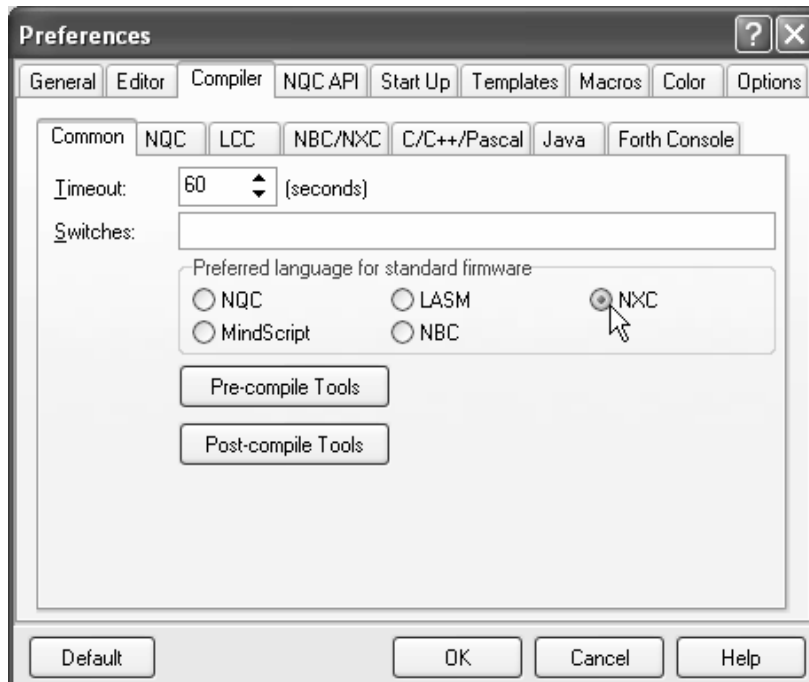 Preferences
General Editor Compiler NQC API Start Up Templates Macros Color Options
Common NQC LCC NBC/NXC C/C++/Pascal Java Forth Console
Timeout: 60 (seconds)
Switches:
Preferred language for standard firmware
NQC LASM NXC
MindScript NBC
Pre-compile Tools
Post-compile Tools
Default OK Cancel Help